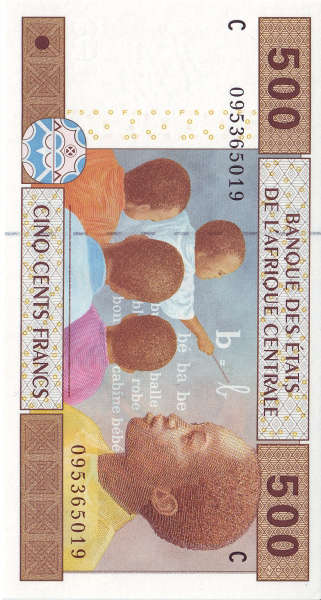 C
095365019
500
BANQUE DES ÉTATS
DE L'AFRIQUE CENTRALE
b = b
bé ba be
balle
robe
cabine bébé
CINQ CENTS FRANCS
095365019
C
500